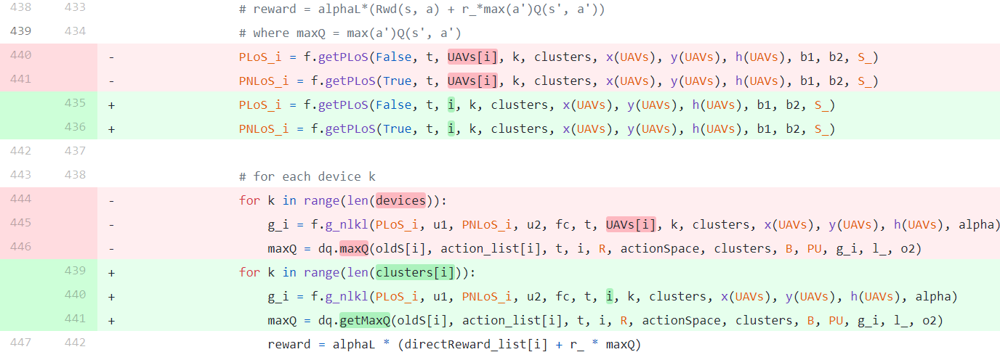 438 433 # reward = alphaL*(Rwd(s, a) + r_*max(a')Q(s', a'))
439 434 # where maxQ = max(a')Q(s', a')
440 - PLoS_i = f.getPLoS(False, t, UAVs[i], k, clusters, x(UAVs), y(UAVs), h(UAVs), b1, b2, S_)
441 - PNLoS_i = f.getPLoS(True, t, UAVs[i], k, clusters, x(UAVs), y(UAVs), h(UAVs), b1, b2, S_)
435 + PLoS_i = f.getPLoS(False, t, i, k, clusters, x(UAVs), y(UAVs), h(UAVs), b1, b2, S_)
436 + PNLoS_i = f.getPLoS(True, t, i, k, clusters, x(UAVs), y(UAVs), h(UAVs), b1, b2, S_)
442 437
443 438 # for each device k
444 - for k in range(len(devices)):
445 - g_i = f.g_nlkl(PLoS_i, u1, PNLoS_i, u2, fc, t, UAVs[i], k, clusters, x(UAVs), y(UAVs), h(UAVs), alpha)
446 - maxQ = dq.maxQ(oldS[i], action_list[i], t, i, R, actionSpace, clusters, B, PU, g_i, l_, o2)
439 + for k in range(len(clusters[i])):
440 + g_i = f.g_nlkl(PLoS_i, u1, PNLoS_i, u2, fc, t, i, k, clusters, x(UAVs), y(UAVs), h(UAVs), alpha)
441 + maxQ = dq.getMaxQ(oldS[i], action_list[i], t, i, R, actionSpace, clusters, B, PU, g_i, l_, o2)
447 442 reward = alphaL * (directReward_list[i] + r_ * maxQ)